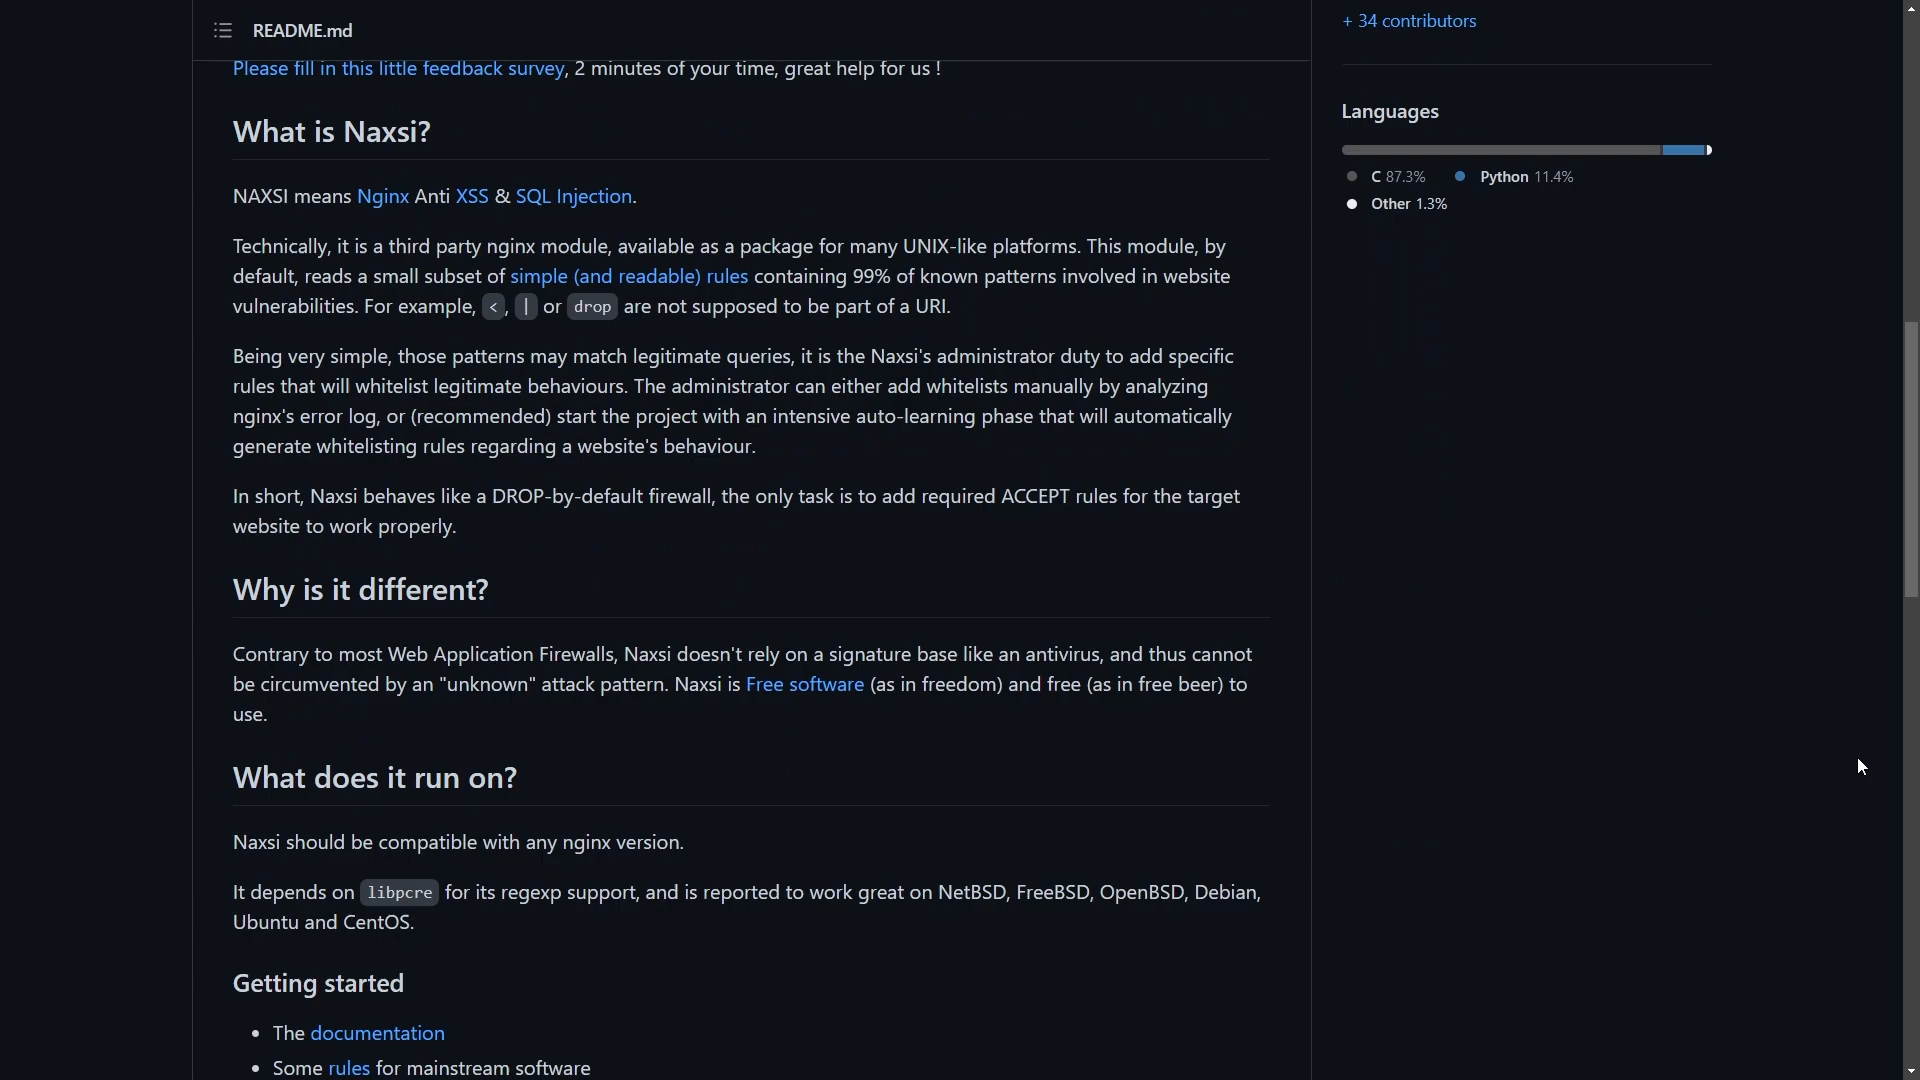 README.md
Please fill in this little feedback survey, 2 minutes of your time, great help for us !
What is Naxsi?
NAXSI means Nginx Anti XSS & SQL Injection.
Technically, it is a third party nginx module, available as a package for many UNIX-like platforms. This module, by
default, reads a small subset of simple (and readable) rules containing 99% of known patterns involved in website
vulnerabilities. For example, <, | or drop are not supposed to be part of a URI.
Being very simple, those patterns may match legitimate queries, it is the Naxsi's administrator duty to add specific
rules that will whitelist legitimate behaviours. The administrator can either add whitelists manually by analyzing
nginx's error log, or (recommended) start the project with an intensive auto-learning phase that will automatically
generate whitelisting rules regarding a website's behaviour.
In short, Naxsi behaves like a DROP-by-default firewall, the only task is to add required ACCEPT rules for the target
website to work properly.
Why is it different?
Contrary to most Web Application Firewalls, Naxsi doesn't rely on a signature base like an antivirus, and thus cannot
be circumvented by an "unknown" attack pattern. Naxsi is Free software (as in freedom) and free (as in free beer) to
use.
What does it run on?
Naxsi should be compatible with any nginx version.
It depends on libpcre for its regexp support, and is reported to work great on NetBSD, FreeBSD, OpenBSD, Debian,
Ubuntu and CentOS.
Getting started
• The documentation
• Some rules for mainstream software
+ 34 contributors
Languages
C 87.3% Python 11.4%
Other 1.3%